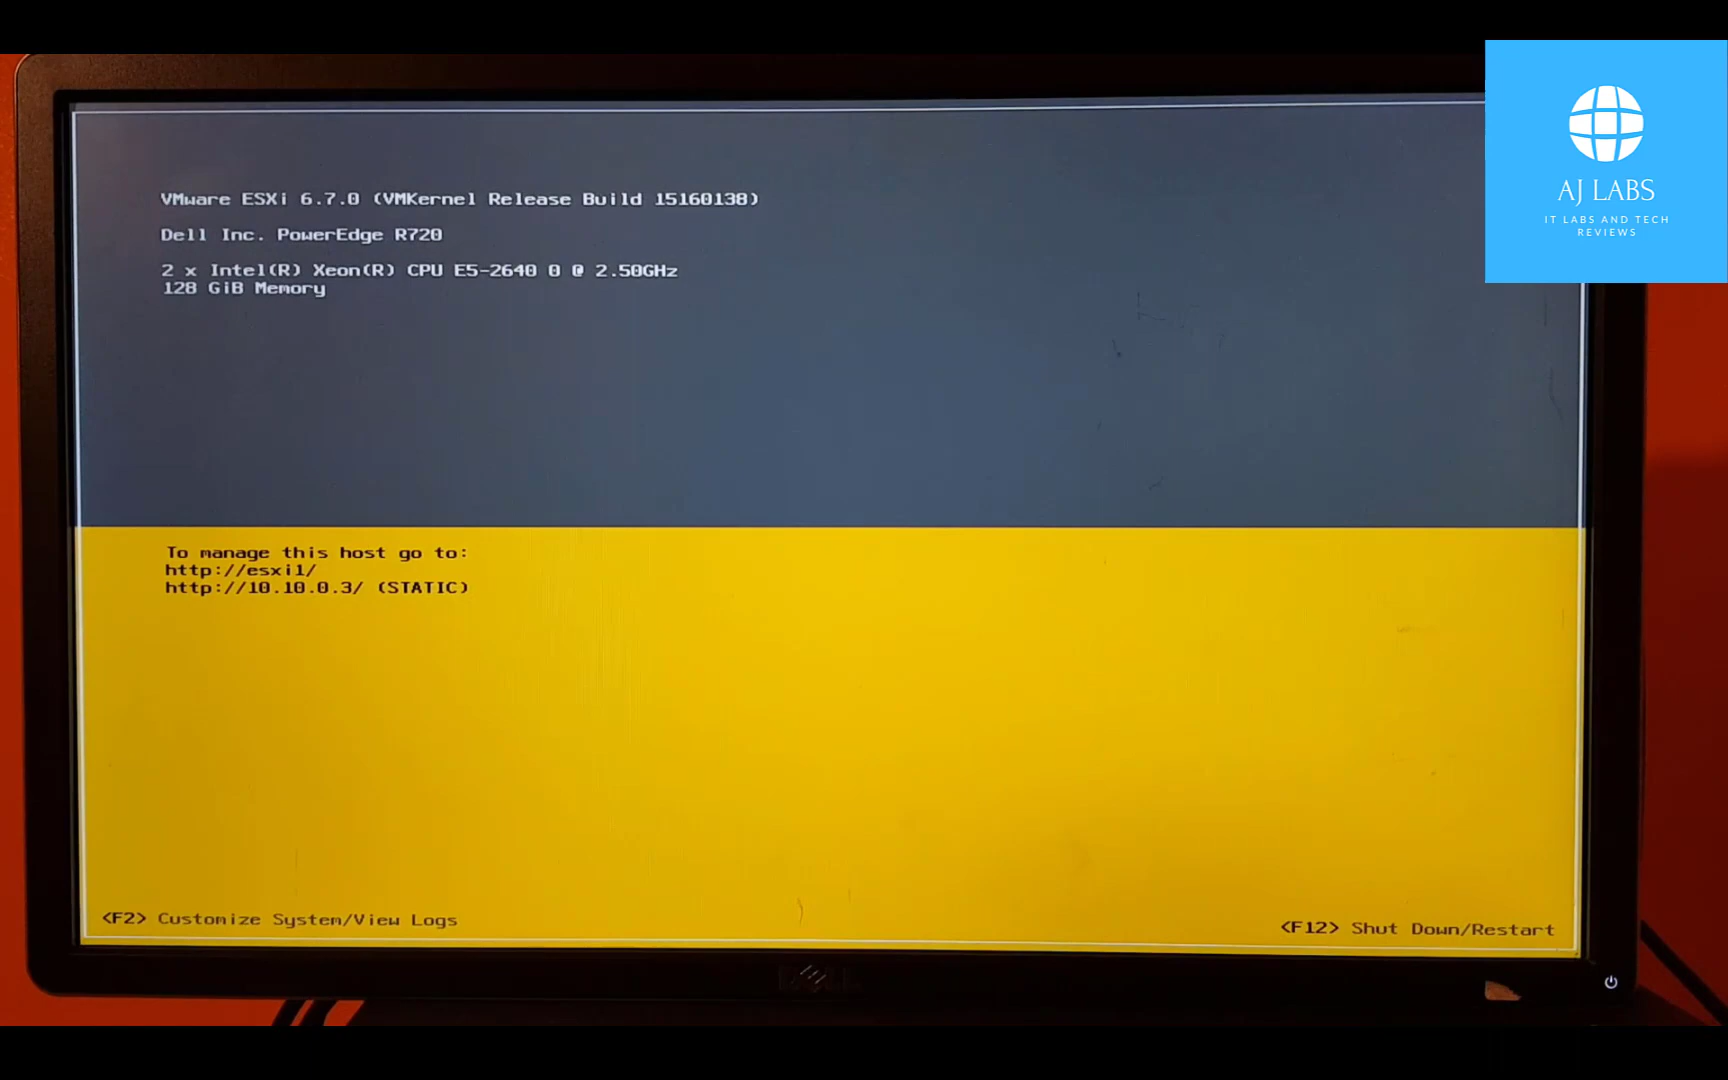 VMware ESXi 6.7.0 (VMKernel Release Build 15160138)
Dell Inc. PowerEdge R720
2 x Intel(R) Xeon(R) CPU E5-2640 0 @ 2.50GHz
128 GiB Memory
AJ LABS
IT LABS AND TECH
REVIEWS
To manage this host go to:
http://esxi1/
http://10.10.0.3/ (STATIC)
<F2> Customize System/View Logs
<F12> Shut Down/Restart
DELL